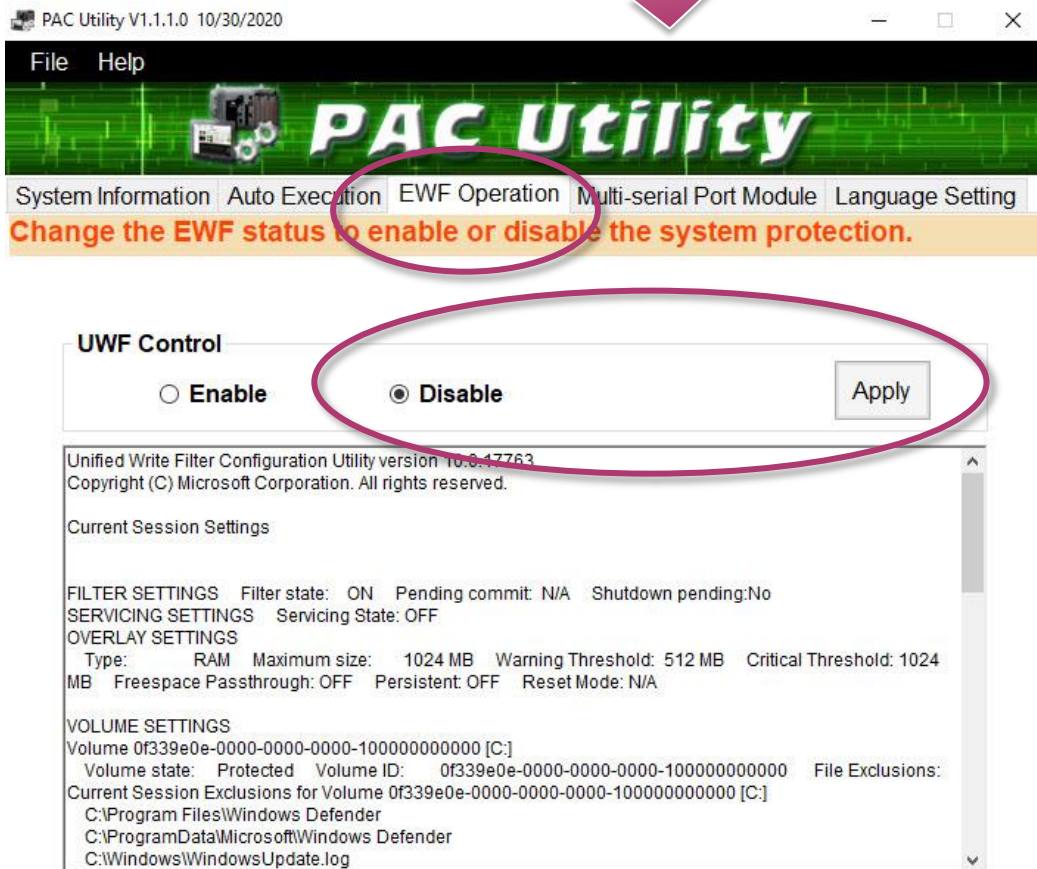 PAC Utility V1.1.1.0 10/30/2020
File Help
PAC Utility
System Information Auto Execution EWF Operation Multi-serial Port Module Language Setting
Change the EWF status to enable or disable the system protection.
UWF Control
Enable Disable Apply
Unified Write Filter Configuration Utility version 10.0.17763
Copyright (C) Microsoft Corporation. All rights reserved.
Current Session Settings
FILTER SETTINGS Filter state: ON Pending commit: N/A Shutdown pending:No
SERVICING SETTINGS Servicing State: OFF
OVERLAY SETTINGS
Type: RAM Maximum size: 1024 MB Warning Threshold: 512 MB Critical Threshold: 1024
MB Freespace Passthrough: OFF Persistent: OFF Reset Mode: N/A
VOLUME SETTINGS
Volume 0f339e0e-0000-0000-0000-100000000000 [C:]
Volume state: Protected Volume ID: 0f339e0e-0000-0000-0000-100000000000 File Exclusions:
Current Session Exclusions for Volume 0f339e0e-0000-0000-0000-100000000000 [C:]
C:\Program Files\Windows Defender
C:\ProgramData\Microsoft\Windows Defender
C:\Windows\WindowsUpdate.log